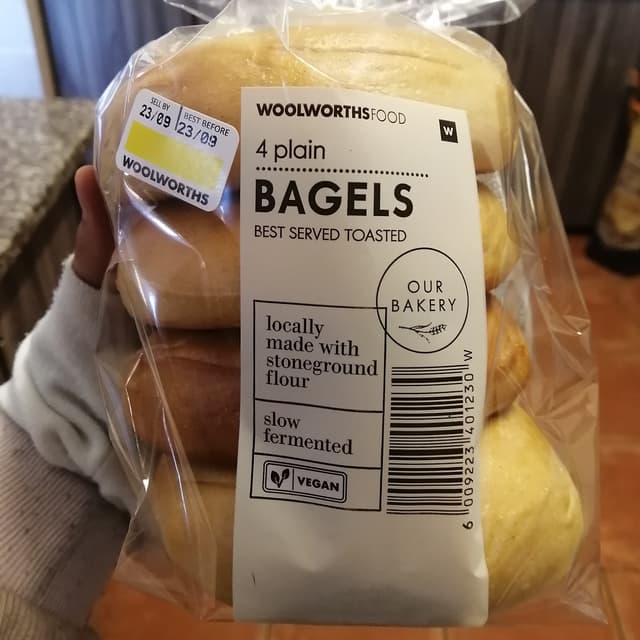 SELL BY
23/09
BEST BEFORE
23/09
WOOLWORTHS
WOOLWORTHSFOOD
W
4 plain
BAGELS
BEST SERVED TOASTED
OUR
BAKERY
locally
made with
stoneground
flour
slow
fermented
VEGAN
6 009223 401230 W